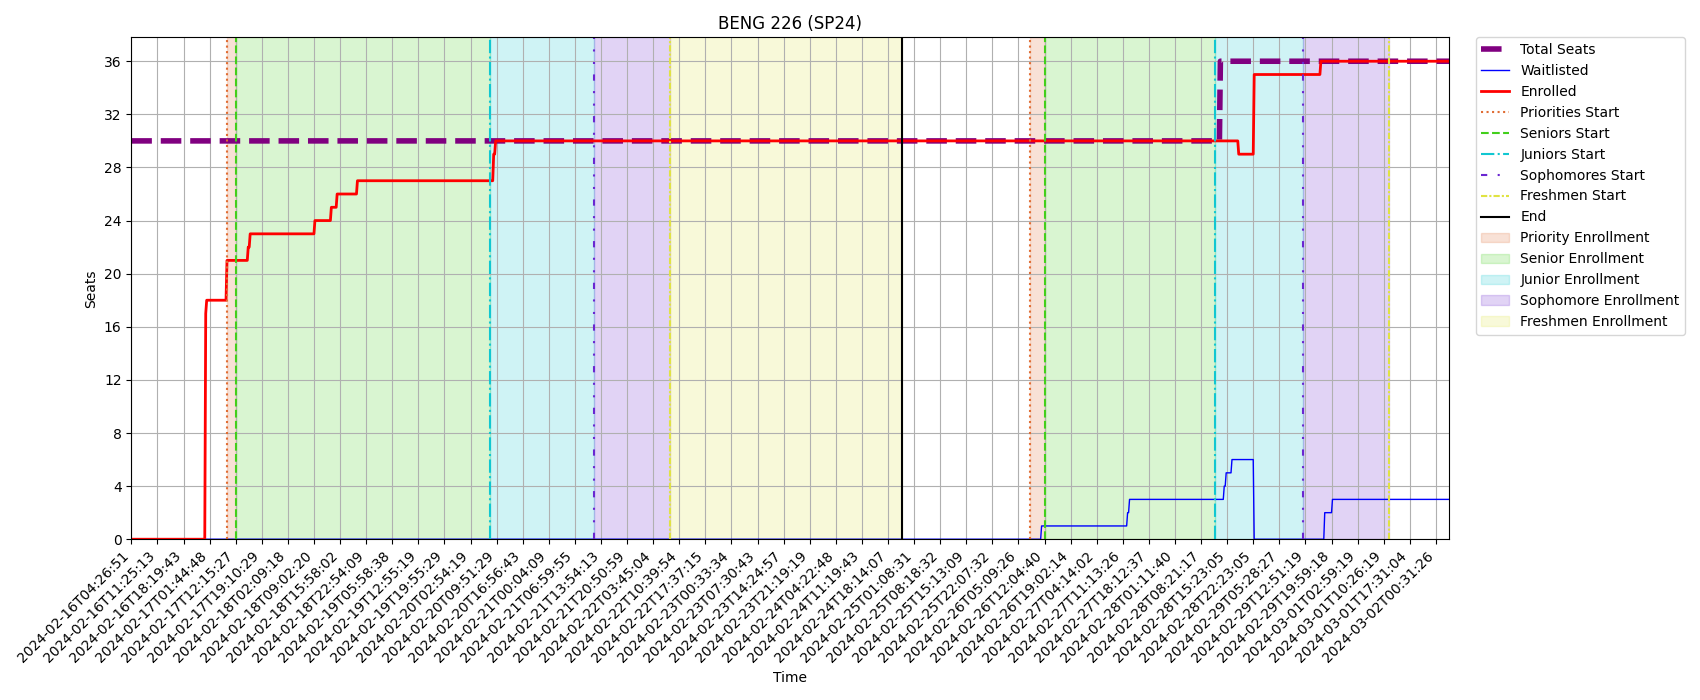 BENG 226 (SP24)
Seats
36
32
28
24
20
16
12
8
4
0
2024-02-16T04:26:51
2024-02-16T11:25:13
2024-02-16T18:19:43
2024-02-17T01:44:48
2024-02-17T12:15:27
2024-02-17T19:10:29
2024-02-18T02:09:18
2024-02-18T09:02:20
2024-02-18T15:58:02
2024-02-18T22:54:09
2024-02-19T05:58:38
2024-02-19T12:55:19
2024-02-19T19:55:29
2024-02-20T02:54:19
2024-02-20T09:51:29
2024-02-20T16:56:43
2024-02-21T00:04:09
2024-02-21T06:59:55
2024-02-21T13:54:13
2024-02-21T20:50:59
2024-02-22T03:45:04
2024-02-22T10:39:54
2024-02-22T17:37:15
2024-02-23T00:33:34
2024-02-23T07:30:43
2024-02-23T14:24:57
2024-02-23T21:19:19
2024-02-24T04:22:48
2024-02-24T11:19:43
2024-02-24T18:14:07
2024-02-25T01:08:31
2024-02-25T08:18:32
2024-02-25T15:13:09
2024-02-25T22:07:32
2024-02-26T05:09:26
2024-02-26T12:04:40
2024-02-26T19:02:14
2024-02-27T04:14:02
2024-02-27T11:13:26
2024-02-27T18:12:37
2024-02-28T01:11:40
2024-02-28T08:21:17
2024-02-28T15:23:05
2024-02-28T22:23:05
2024-02-29T05:28:27
2024-02-29T12:51:19
2024-02-29T19:59:18
2024-03-01T02:59:19
2024-03-01T10:26:19
2024-03-01T17:31:04
2024-03-02T00:31:26
Time
Total Seats
Waitlisted
Enrolled
Priorities Start
Seniors Start
Juniors Start
Sophomores Start
Freshmen Start
End
Priority Enrollment
Senior Enrollment
Junior Enrollment
Sophomore Enrollment
Freshmen Enrollment